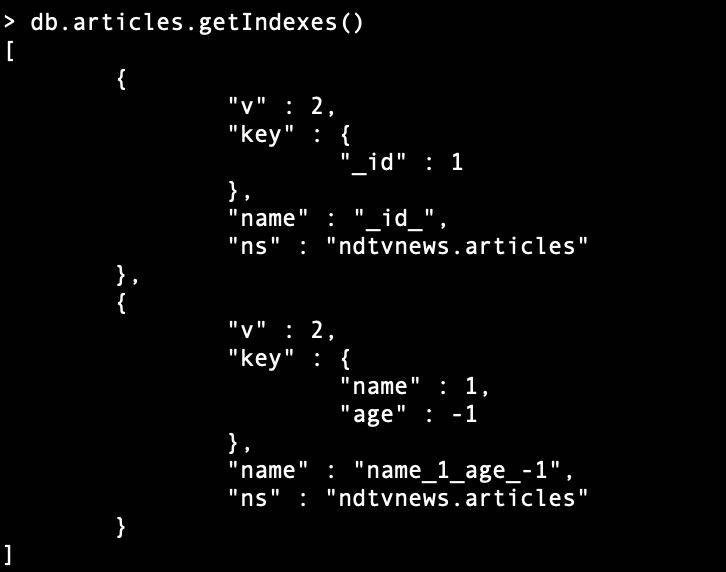 > db.articles.getIndexes()
[
        {
                "v" : 2,
                "key" : {
                        "_id" : 1
                },
                "name" : "_id_",
                "ns" : "ndtvnews.articles"
        },
        {
                "v" : 2,
                "key" : {
                        "name" : 1,
                        "age" : -1
                },
                "name" : "name_1_age_-1",
                "ns" : "ndtvnews.articles"
        }
]